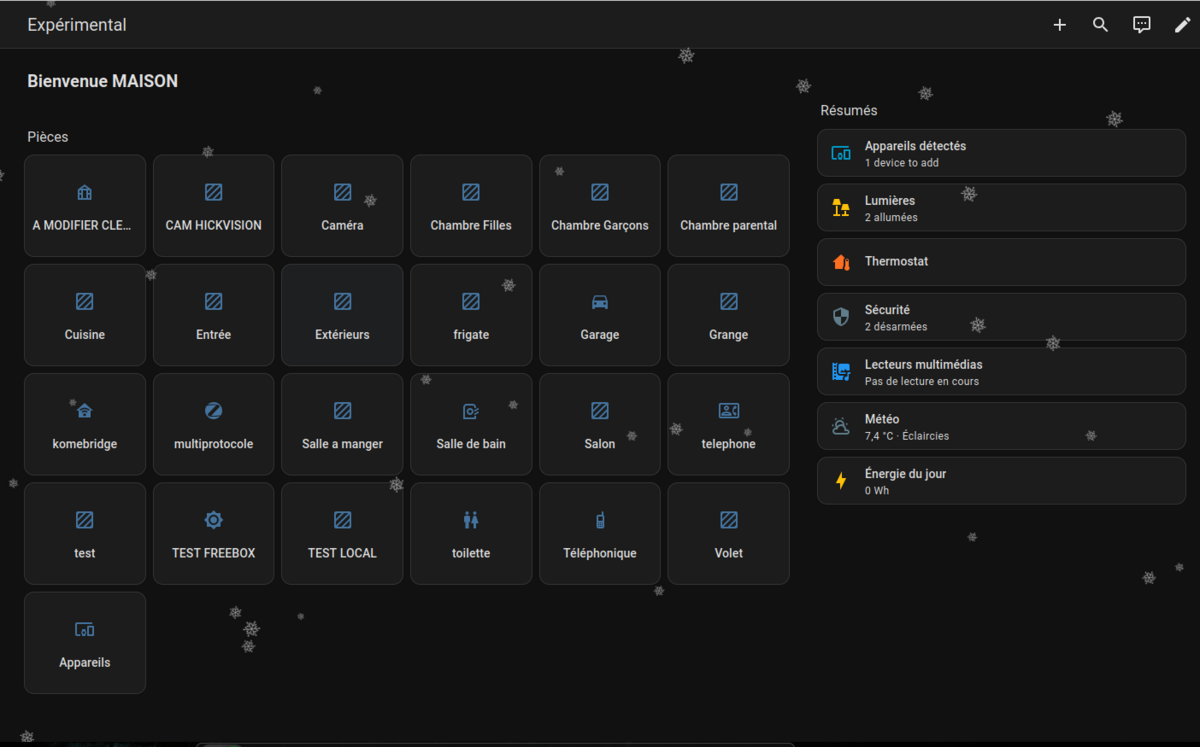 Expérimental
Bienvenue MAISON
Pièces
A MODIFIER CLE...
CAM HICKVISION
Caméra
Chambre Filles
Chambre Garçons
Chambre parental
Cuisine
Entrée
Extérieurs
frigate
Garage
Grange
komebridge
multiprotocole
Salle a manger
Salle de bain
Salon
telephone
test
TEST FREEBOX
TEST LOCAL
toilette
Téléphonique
Volet
Appareils
Résumés
Appareils détectés
1 device to add
Lumières
2 allumées
Thermostat
Sécurité
2 désarmées
Lecteurs multimédias
Pas de lecture en cours
Météo
7,4 °C · Éclaircies
Énergie du jour
0 Wh